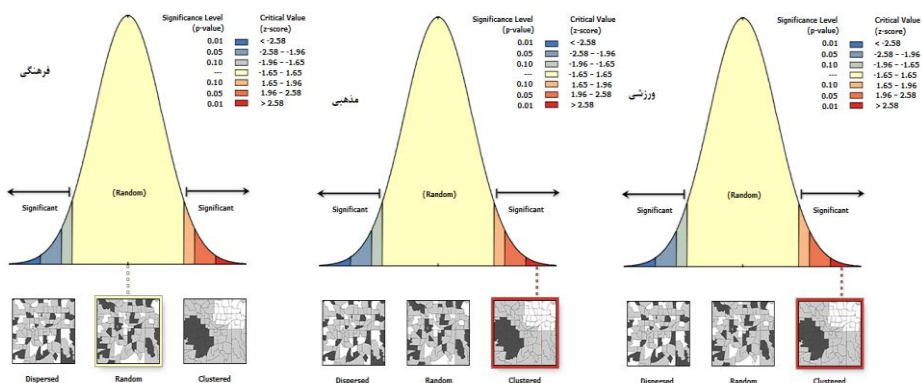 فرهنگی
Significance Level (p-value) Critical Value (z-score)
0.01 < -2.58
0.05 -2.58 – -1.96
0.10 -1.96 – -1.65
--- -1.65 - 1.65
0.10 1.65 – 1.96
0.05 1.96 – 2.58
0.01 > 2.58
(Random)
Significant
Significant
Dispersed
Random
Clustered
مذهبی
Significance Level (p-value) Critical Value (z-score)
0.01 < -2.58
0.05 -2.58 – -1.96
0.10 -1.96 – -1.65
--- -1.65 - 1.65
0.10 1.65 – 1.96
0.05 1.96 – 2.58
0.01 > 2.58
(Random)
Significant
Significant
Dispersed
Random
Clustered
ورزشی
Significance Level (p-value) Critical Value (z-score)
0.01 < -2.58
0.05 -2.58 – -1.96
0.10 -1.96 – -1.65
--- -1.65 - 1.65
0.10 1.65 – 1.96
0.05 1.96 – 2.58
0.01 > 2.58
(Random)
Significant
Significant
Dispersed
Random
Clustered